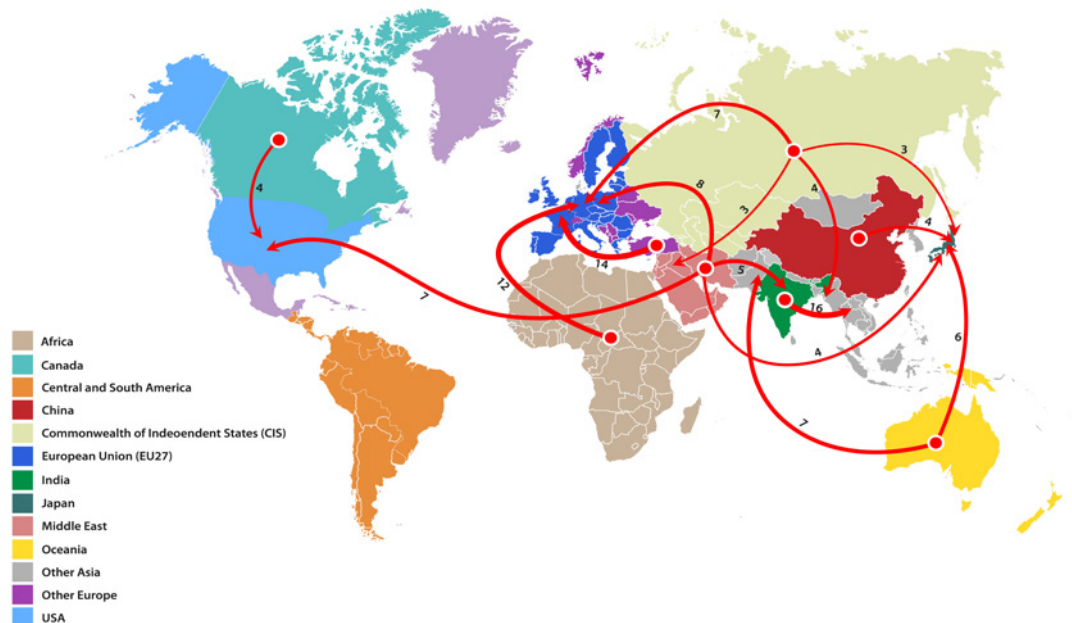 7
3
4
8
4
3
4
14
5
12
16
7
6
4
7
Africa
Canada
Central and South America
China
Commonwealth of Indeoendent States (CIS)
European Union (EU27)
India
Japan
Middle East
Oceania
Other Asia
Other Europe
USA